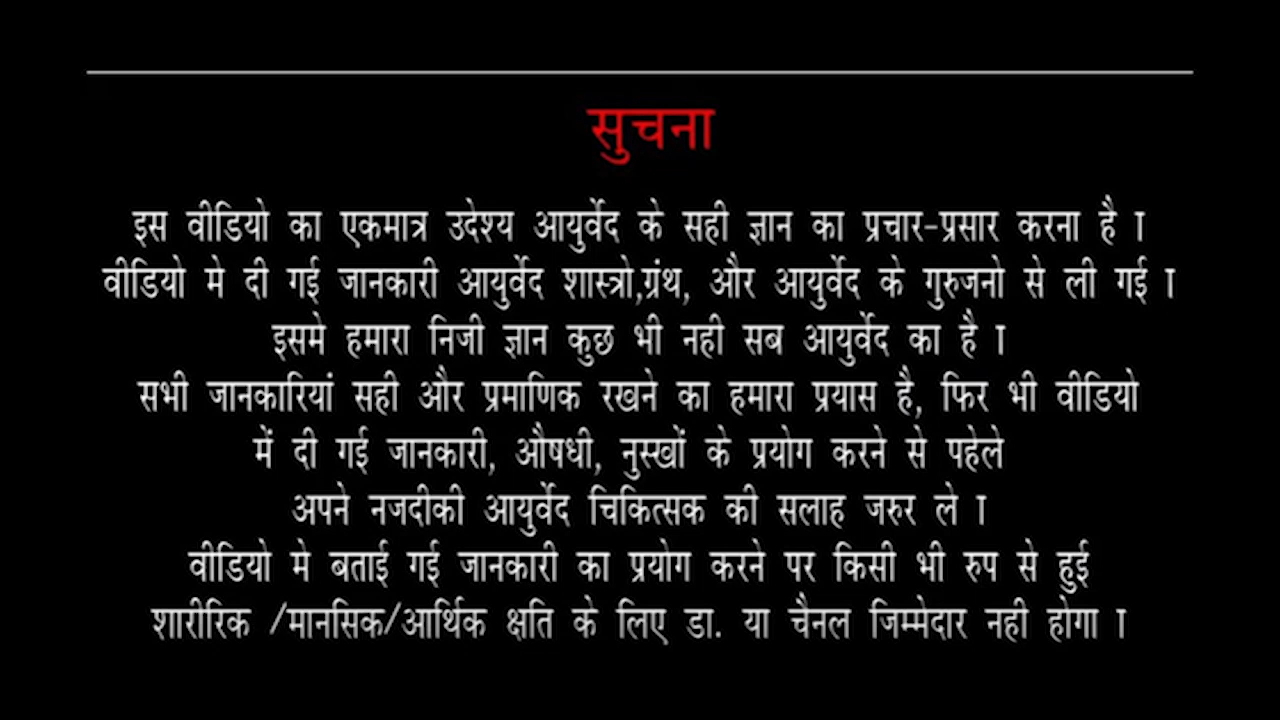 सुचना
इस वीडियो का एकमात्र उदेश्य आयुर्वेद के सही ज्ञान का प्रचार-प्रसार करना है ।
वीडियो मे दी गई जानकारी आयुर्वेद शास्त्रो,ग्रंथ, और आयुर्वेद के गुरुजनो से ली गई ।
इसमे हमारा निजी ज्ञान कुछ भी नही सब आयुर्वेद का है ।
सभी जानकारियां सही और प्रमाणिक रखने का हमारा प्रयास है, फिर भी वीडियो
में दी गई जानकारी, औषधी, नुस्खों के प्रयोग करने से पहेले
अपने नजदीकी आयुर्वेद चिकित्सक की सलाह जरुर ले ।
वीडियो मे बताई गई जानकारी का प्रयोग करने पर किसी भी रुप से हुई
शारीरिक /मानसिक/आर्थिक क्षति के लिए डा. या चैनल जिम्मेदार नही होगा ।